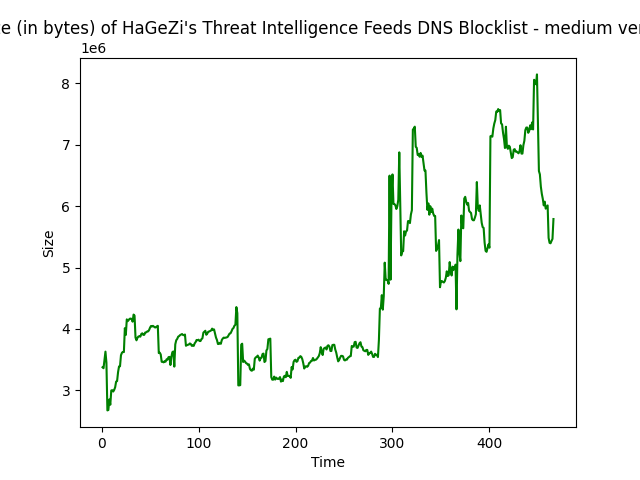 (in bytes) of HaGeZi's Threat Intelligence Feeds DNS Blocklist - medium
1e6
8
7
6
5
4
3
Size
0 100 200 300 400
Time